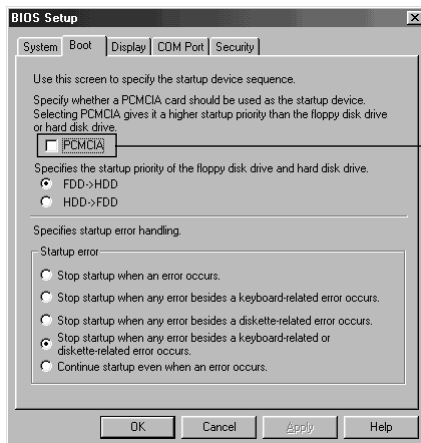 BIOS Setup
System Boot Display COM Port Security
Use this screen to specify the startup device sequence.
Specify whether a PCMCIA card should be used as the startup device.
Selecting PCMCIA gives it a higher startup priority than the floppy disk drive
or hard disk drive.
PCMCIA
Specifies the startup priority of the floppy disk drive and hard disk drive.
FDD->HDD
HDD->FDD
Specifies startup error handling.
Startup error
Stop startup when an error occurs.
Stop startup when any error besides a keyboard-related error occurs.
Stop startup when any error besides a diskette-related error occurs.
Stop startup when any error besides a keyboard-related or
diskette-related error occurs.
Continue startup even when an error occurs.
OK Cancel Apply Help